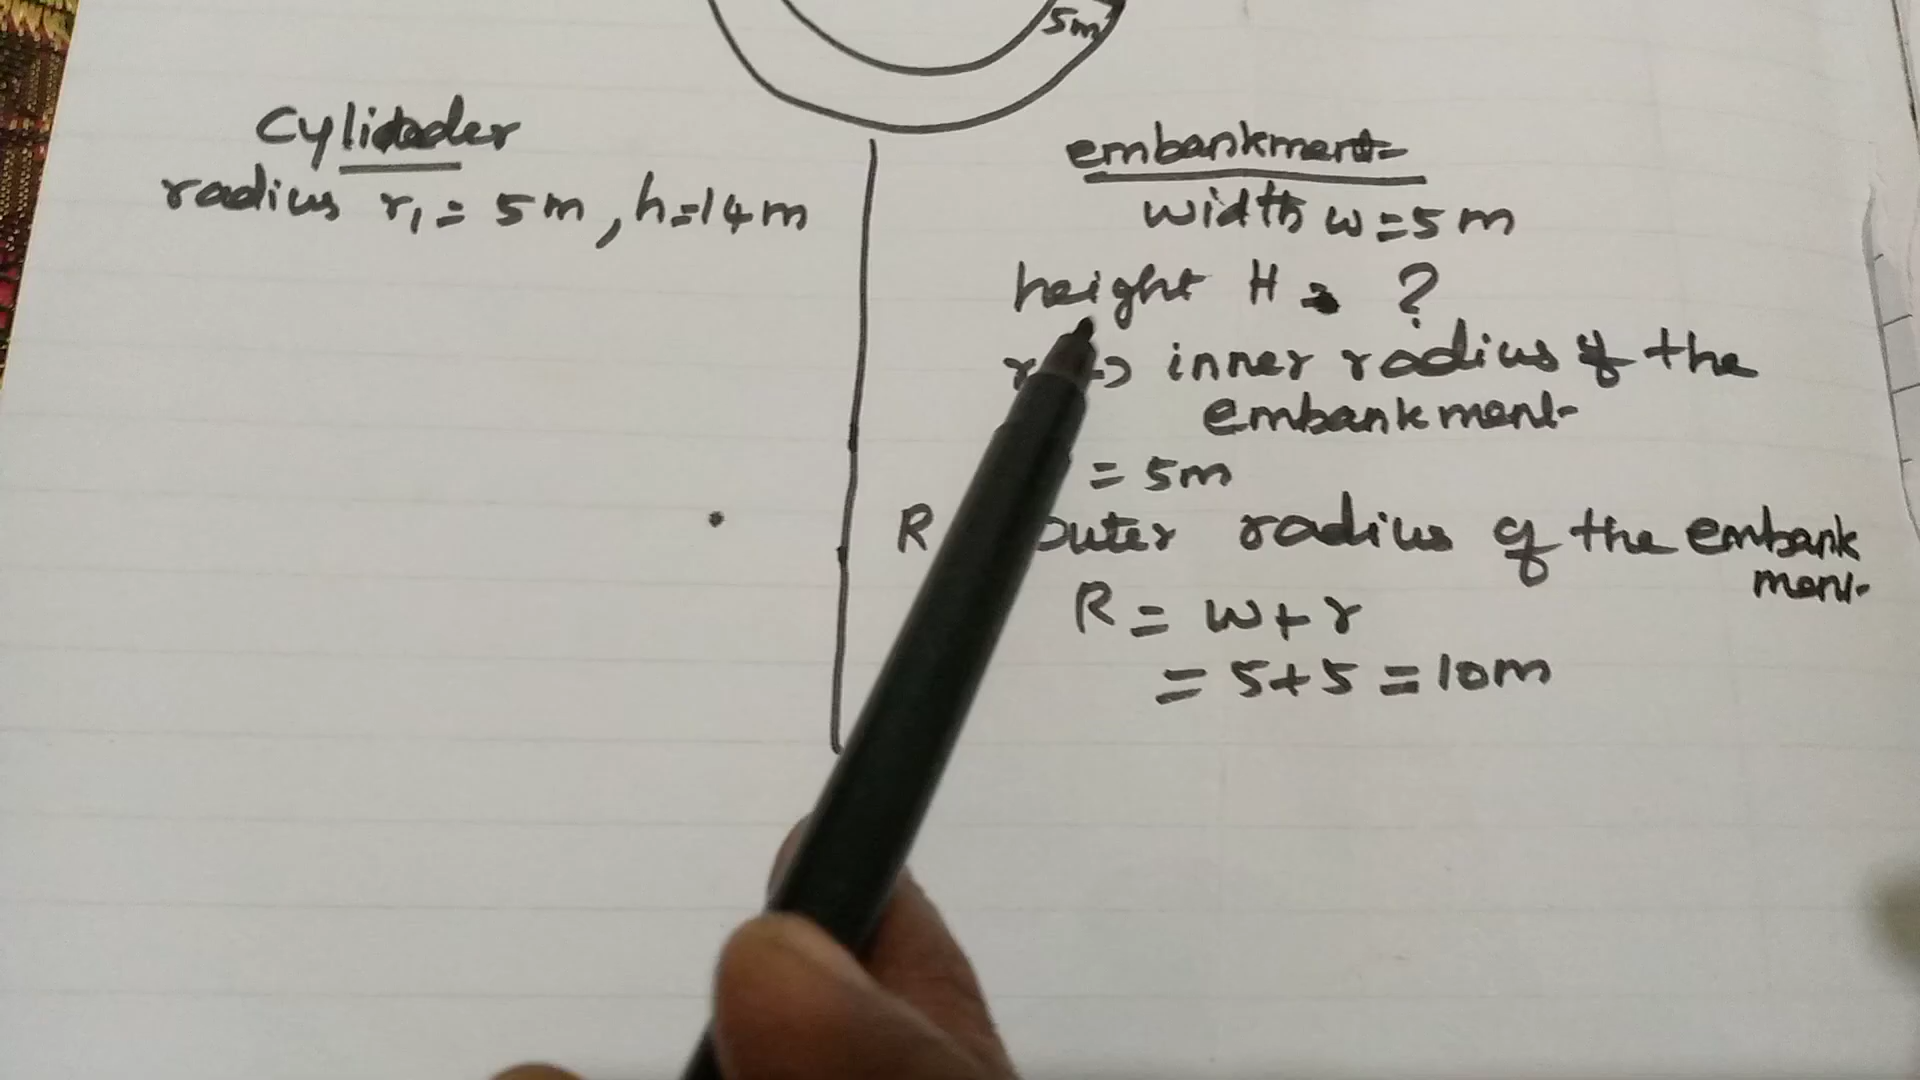 5m
Cylinder
radius r₁ = 5m, h=14m
embankment
width w = 5m
height H = ?
r → inner radius of the
embankment
= 5m
R outer radius of the embank
ment
R = w + r
= 5+5 = 10m